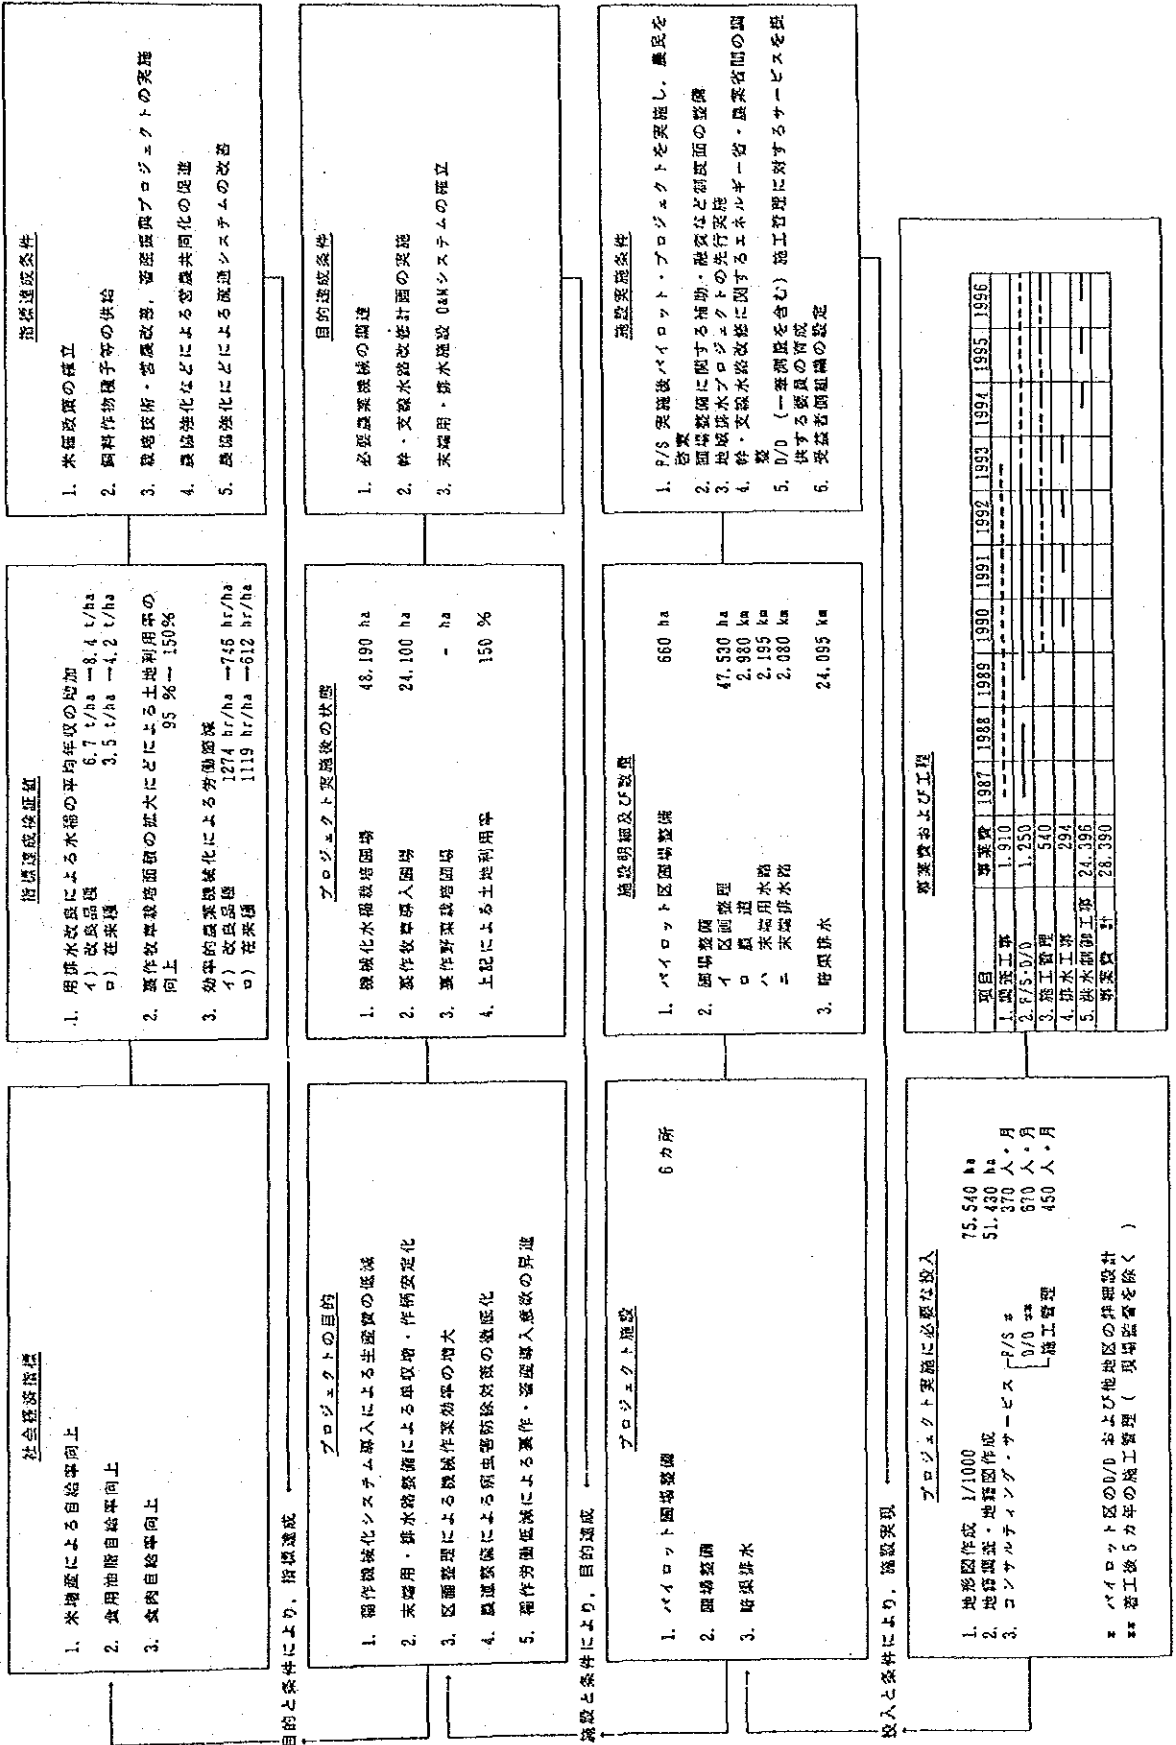 社会経済指標
1. 米増産による自給率向上
2. 食用油脂自給率向上
3. 食肉自給率向上
指標達成検証値
1. 用排水改良による水稲の平均年収の増加
イ) 改良品種 6.7 t/ha →8.4 t/ha
ロ) 在来種 3.5 t/ha →4.2 t/ha
2. 裏作牧草栽培面積の拡大にどによる土地利用率の
向上 95 %→ 150%
3. 効率的農業機械化による労働節減
イ) 改良品種 1274 hr/ha →746 hr/ha
ロ) 在来種 1119 hr/ha →612 hr/ha
指標達成条件
1. 米価政策の確立
2. 飼料作物種子等の供給
3. 栽培技術・営農改善, 畜産振興プロジェクトの実施
4. 農協強化などによる営農共同化の促進
5. 農協強化にどによる流通システムの改善
目的と条件により, 指標達成
プロジェクトの目的
1. 稲作機械化システム導入による生産費の低減
2. 末端用・排水路整備による単収増・作柄安定化
3. 区画整理による機械作業効率の増大
4. 農道整備による病虫害防除対策の徹底化
5. 稲作労働低減による裏作・畜産導入意欲の昇進
プロジェクト実施後の状態
1. 機械化水稲栽培圃場 48.190 ha
2. 裏作牧草導入圃場 24.100 ha
3. 裏作野菜栽培圃場 - ha
4. 上記による土地利用率 150 %
目的達成条件
1. 必要農業機械の調達
2. 幹・支線水路改修計画の実施
3. 末端用・排水施設 O&Mシステムの確立
施設と条件により, 目的達成
プロジェクト施設
1. パイロット圃場整備 6カ所
2. 圃場整備
3. 暗渠排水
施設明細及び数量
1. パイロット区圃場整備 660 ha
2. 圃場整備
イ 区画整理 47.530 ha
ロ 農 道 2.980 km
ハ 末端用水路 2.195 km
ニ 末端排水路 2.080 km
3. 暗渠排水 24.095 km
施設実施条件
1. F/S 実施後パイロット・プロジェクトを実施し, 農民を
啓蒙
2. 圃場整備に関する補助・融資など制度面の整備
3. 地域排水プロジェクトの先行実施
4. 幹・支線水路改修に関するエネルギー省・農業省間の調
整
5. D/D (一筆測量を含む) 施工管理に対するサービスを提
供する要員の育成
6. 受益者側組織の設定
投入と条件により, 施設実現
プロジェクト実施に必要な投入
1. 地形図作成 1/1000 75.540 ha
2. 地籍調査・地籍図作成 51.430 ha
3. コンサルティング・サービス F/S * 370 人・月
D/D ** 670 人・月
施工管理 450 人・月
* パイロット区のD/D および他地区の詳細設計
** 着工後5カ年の施工管理 ( 現場監督を除く )
事業費および工程
項目 事業費 1987 1988 1989 1990 1991 1992 1993 1994 1995 1996
1. 調査工事 1.910
2. F/S・D/D 1.250
3. 施工管理 540
4. 排水工事 294
5. 洪水制御工事 24.396
事業費 計 28.390